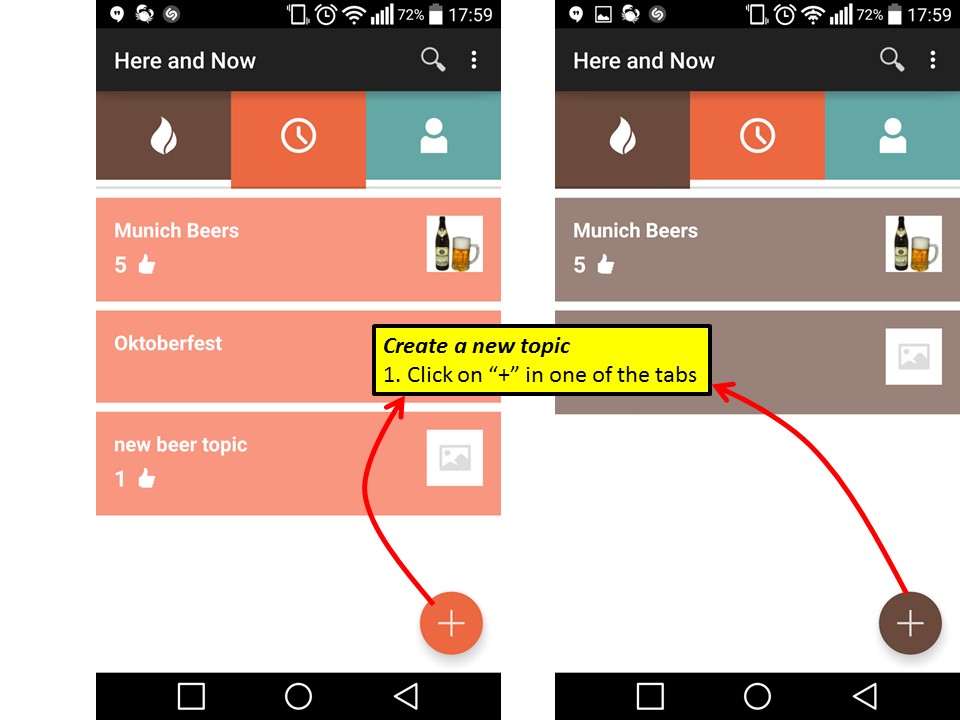 72% 17:59
Here and Now
Munich Beers
5
Oktoberfest
new beer topic
1
72% 17:59
Here and Now
Munich Beers
5
Create a new topic
1. Click on “+” in one of the tabs